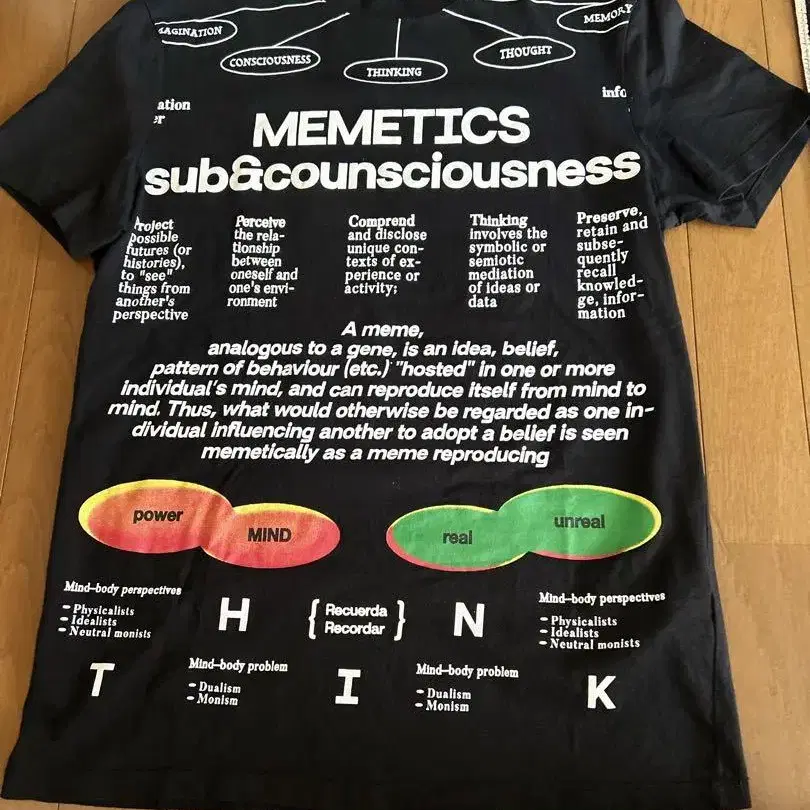 MAGINATION
MEMORY
CONSCIOUSNESS
THOUGHT
THINKING
ation
er
info
MEMETICS
sub&counsciousness
Project
possible
futures (or
histories),
to "see"
things from
another's
perspective
Perceive
the rela-
tionship
between
oneself and
one's envi-
ronment
Comprend
and disclose
unique con-
texts of ex-
perience or
activity;
Thinking
involves the
symbolic or
semiotic
mediation
of ideas or
data
Preserve,
retain and
subse-
quently
recall
knowled-
ge, infor-
mation
A meme,
analogous to a gene, is an idea, belief,
pattern of behaviour (etc.) "hosted" in one or more
individual's mind, and can reproduce itself from mind to
mind. Thus, what would otherwise be regarded as one in-
dividual influencing another to adopt a belief is seen
memetically as a meme reproducing
power
MIND
real
unreal
Mind-body perspectives
- Physicalists
- Idealists
- Neutral monists
H
{ Recuerda
Recordar }
N
Mind-body perspectives
- Physicalists
- Idealists
- Neutral monists
T
Mind-body problem
- Dualism
- Monism
I
Mind-body problem
- Dualism
- Monism
K